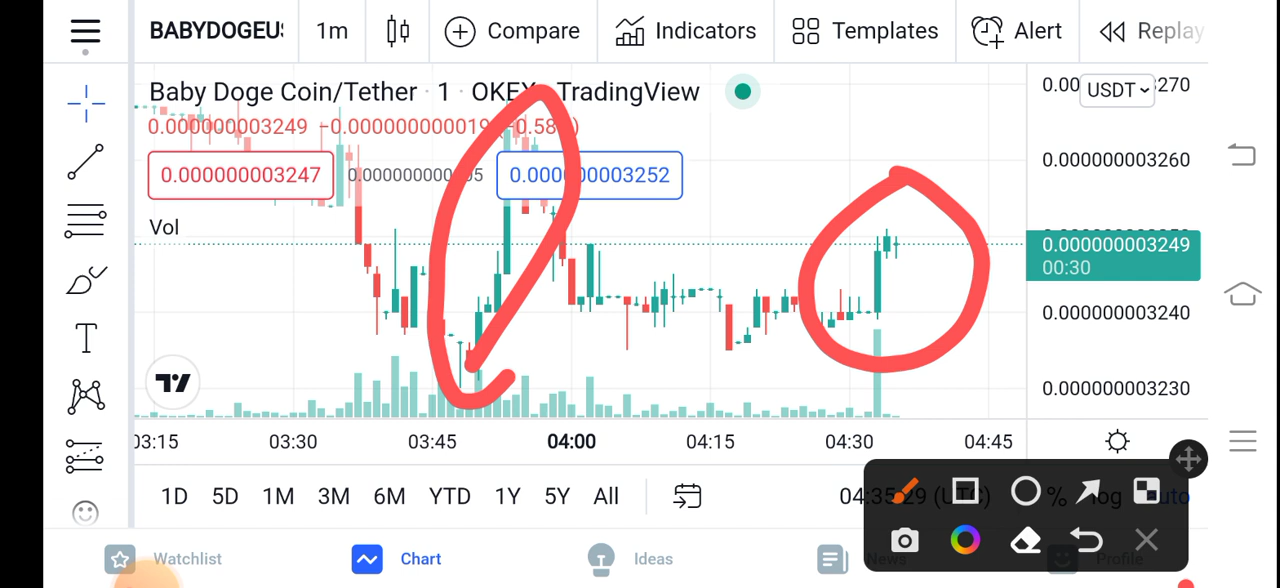 BABYDOGEU
1m
Compare
Indicators
Templates
Alert
Replay
Baby Doge Coin/Tether · 1 · OKEX TradingView
USDT
0.000000003249
0.000000003247
0.000000003252
Vol
0.000000003260
0.000000003249
00:30
0.000000003240
0.000000003230
03:15 03:30 03:45 04:00 04:15 04:30 04:45
1D 5D 1M 3M 6M YTD 1Y 5Y All
%
Watchlist
Chart
Ideas